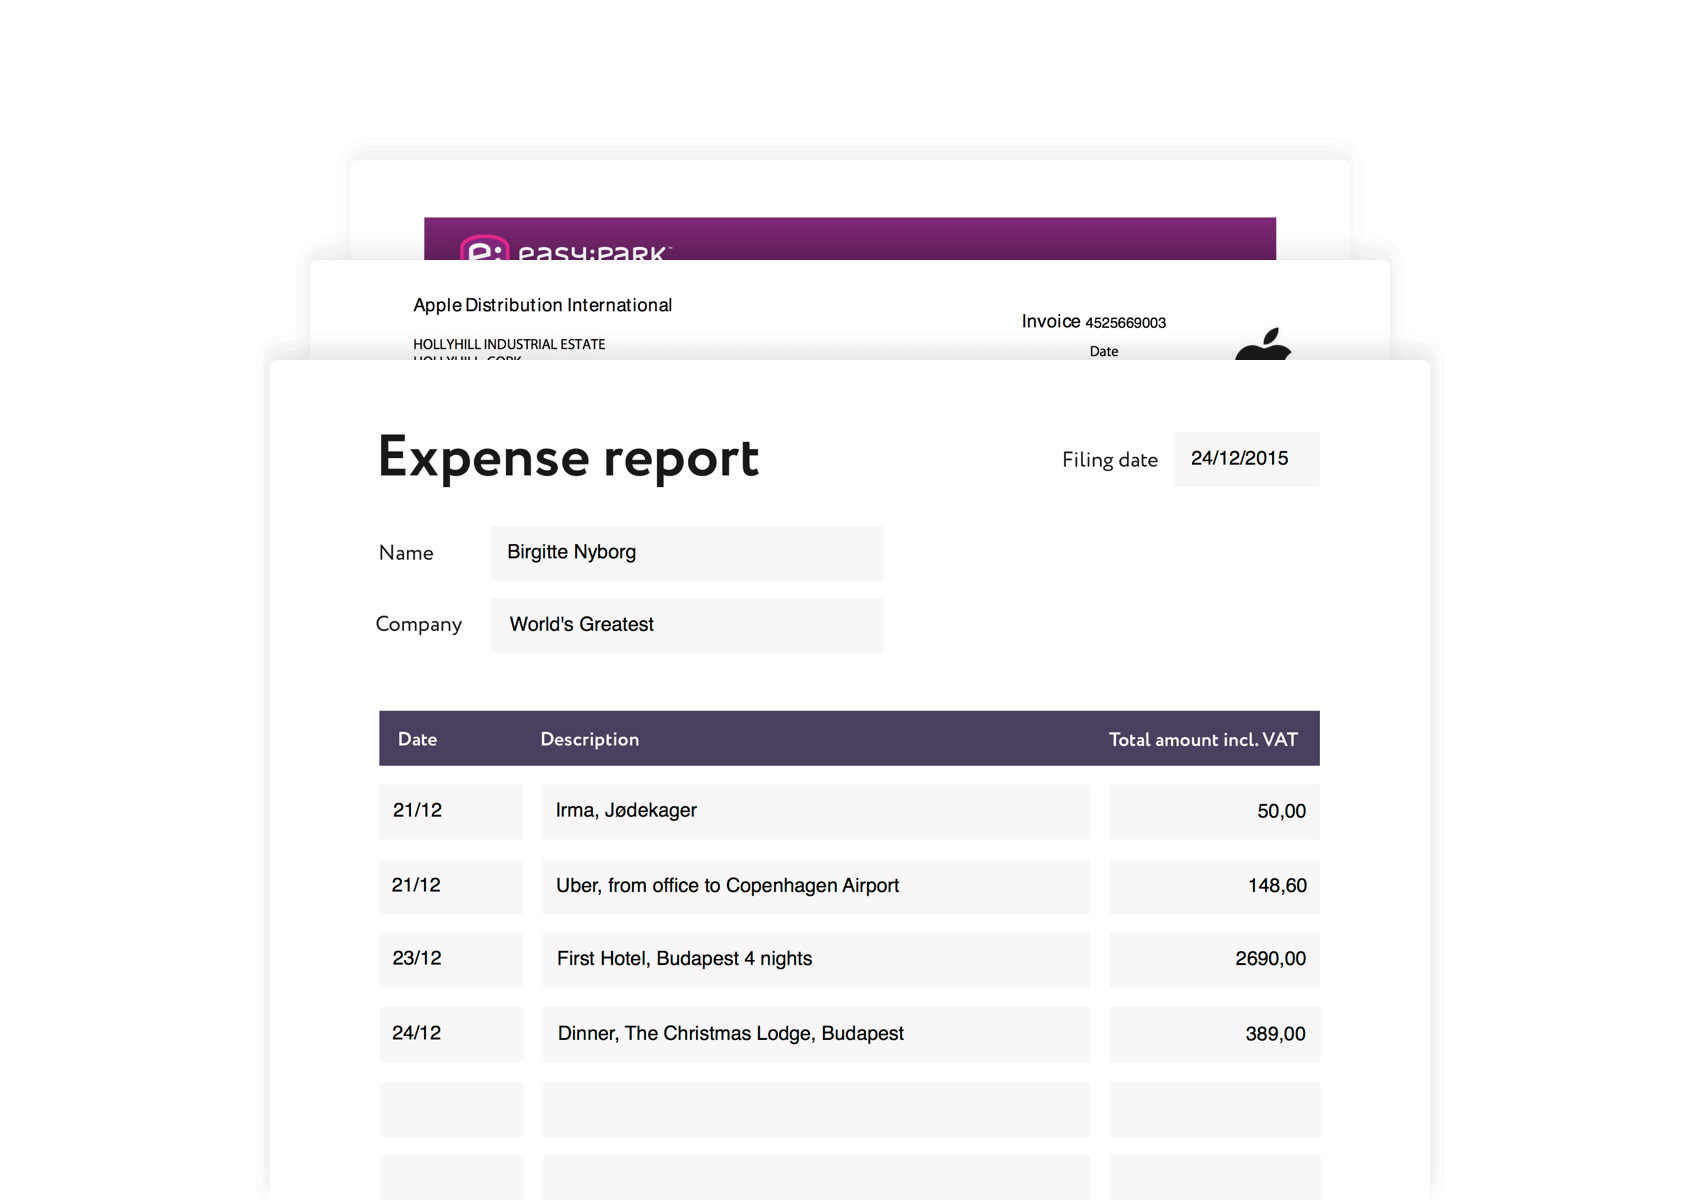 e: easy:PARK™
Apple Distribution International
Invoice 4525669003
HOLLYHILL INDUSTRIAL ESTATE
Date
HOLLYHILL, CORK
Expense report
Filing date 24/12/2015
Name Birgitte Nyborg
Company World's Greatest
Date Description Total amount incl. VAT
21/12 Irma, Jødekager 50,00
21/12 Uber, from office to Copenhagen Airport 148,60
23/12 First Hotel, Budapest 4 nights 2690,00
24/12 Dinner, The Christmas Lodge, Budapest 389,00